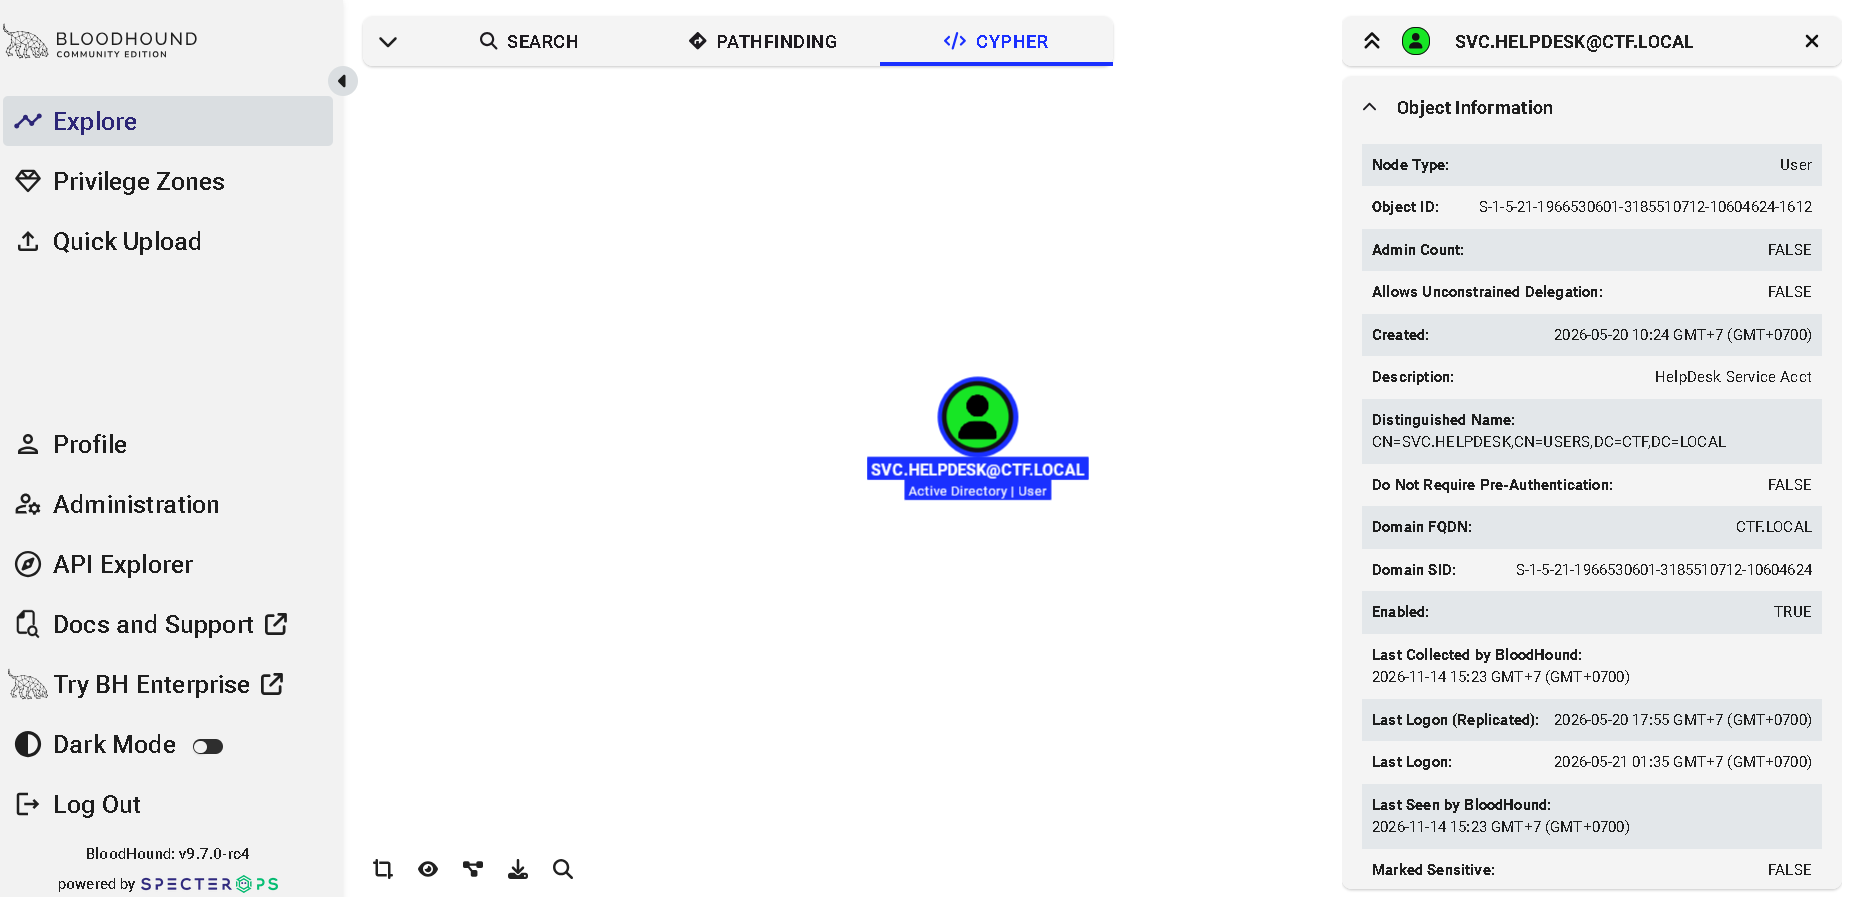 BLOODHOUND
COMMUNITY EDITION
Explore
Privilege Zones
Quick Upload
Profile
Administration
API Explorer
Docs and Support
Try BH Enterprise
Dark Mode
Log Out
BloodHound: v9.7.0-rc4
powered by SPECTEROPS
SEARCH
PATHFINDING
</> CYPHER
SVC.HELPDESK@CTF.LOCAL
Active Directory | User
SVC.HELPDESK@CTF.LOCAL
Object Information
Node Type: User
Object ID: S-1-5-21-1966530601-3185510712-10604624-1612
Admin Count: FALSE
Allows Unconstrained Delegation: FALSE
Created: 2026-05-20 10:24 GMT+7 (GMT+0700)
Description: HelpDesk Service Acct
Distinguished Name:
CN=SVC.HELPDESK,CN=USERS,DC=CTF,DC=LOCAL
Do Not Require Pre-Authentication: FALSE
Domain FQDN: CTF.LOCAL
Domain SID: S-1-5-21-1966530601-3185510712-10604624
Enabled: TRUE
Last Collected by BloodHound:
2026-11-14 15:23 GMT+7 (GMT+0700)
Last Logon (Replicated): 2026-05-20 17:55 GMT+7 (GMT+0700)
Last Logon: 2026-05-21 01:35 GMT+7 (GMT+0700)
Last Seen by BloodHound:
2026-11-14 15:23 GMT+7 (GMT+0700)
Marked Sensitive: FALSE